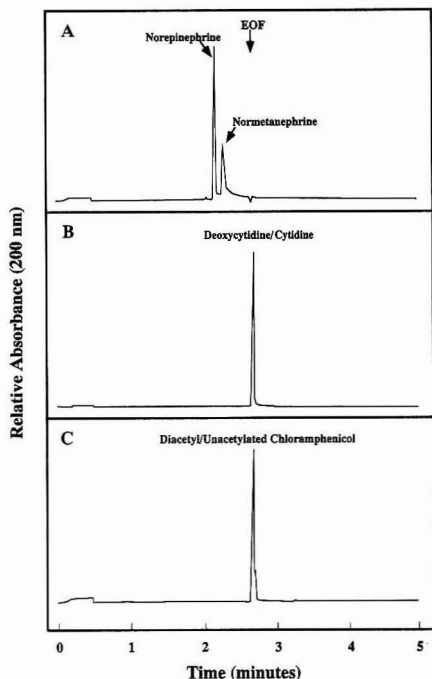 A
EOF
Norepinephrine
Normetanephrine
B
Deoxycytidine/Cytidine
C
Diacetyl/Unacetylated Chloramphenicol
Relative Absorbance (200 nm)
0 1 2 3 4 5
Time (minutes)